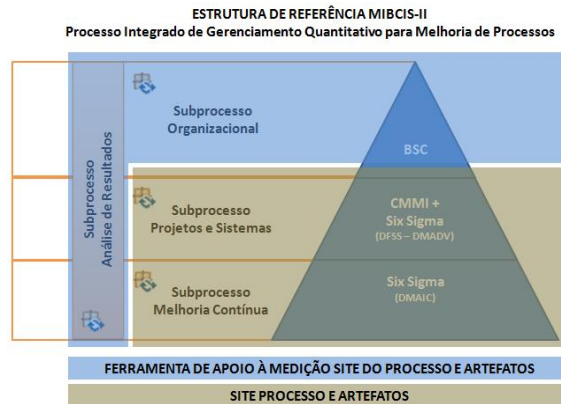 ESTRUTURA DE REFERÊNCIA MIBCIS-II
Processo Integrado de Gerenciamento Quantitativo para Melhoria de Processos
Subprocesso
Análise de Resultados
Subprocesso
Organizacional
BSC
Subprocesso
Projetos e Sistemas
CMMI +
Six Sigma
(DFSS – DMADV)
Subprocesso
Melhoria Contínua
Six Sigma
(DMAIC)
FERRAMENTA DE APOIO À MEDIÇÃO SITE DO PROCESSO E ARTEFATOS
SITE PROCESSO E ARTEFATOS